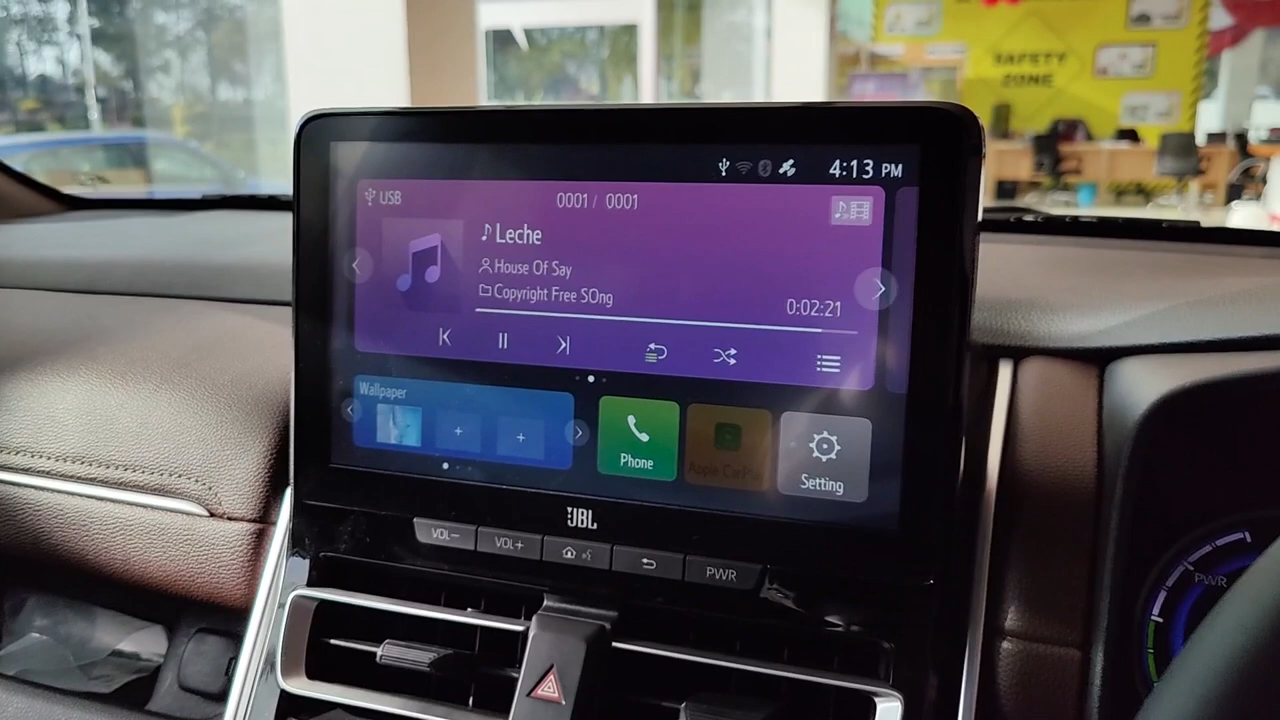 SAFETY
ZONE
4:13 PM
USB
0001 / 0001
Leche
House Of Say
Copyright Free SOng
0:02:21
Wallpaper
Phone
Apple CarPlay
Setting
JBL
VOL-
VOL+
PWR
PWR